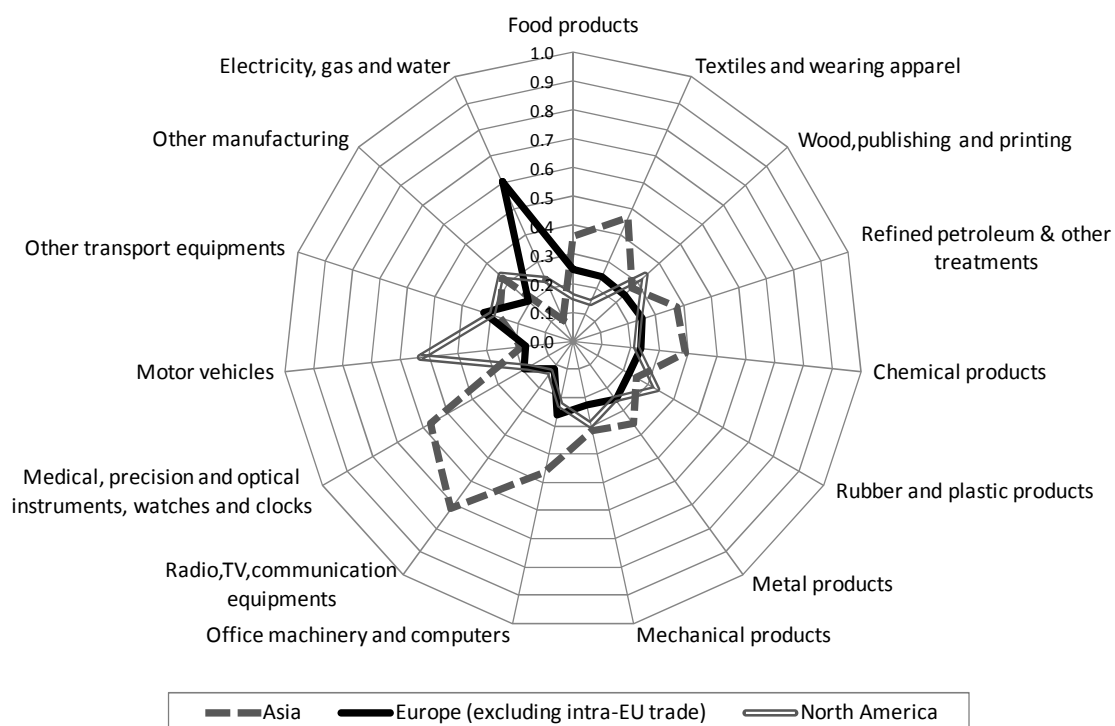 Food products
Textiles and wearing apparel
Wood,publishing and printing
Refined petroleum & other
treatments
Chemical products
Rubber and plastic products
Metal products
Mechanical products
Office machinery and computers
Radio,TV,communication
equipments
Medical, precision and optical
instruments, watches and clocks
Motor vehicles
Other transport equipments
Other manufacturing
Electricity, gas and water
1.0
0.9
0.8
0.7
0.6
0.5
0.4
0.3
0.2
0.1
0.0
Asia
Europe (excluding intra-EU trade)
North America